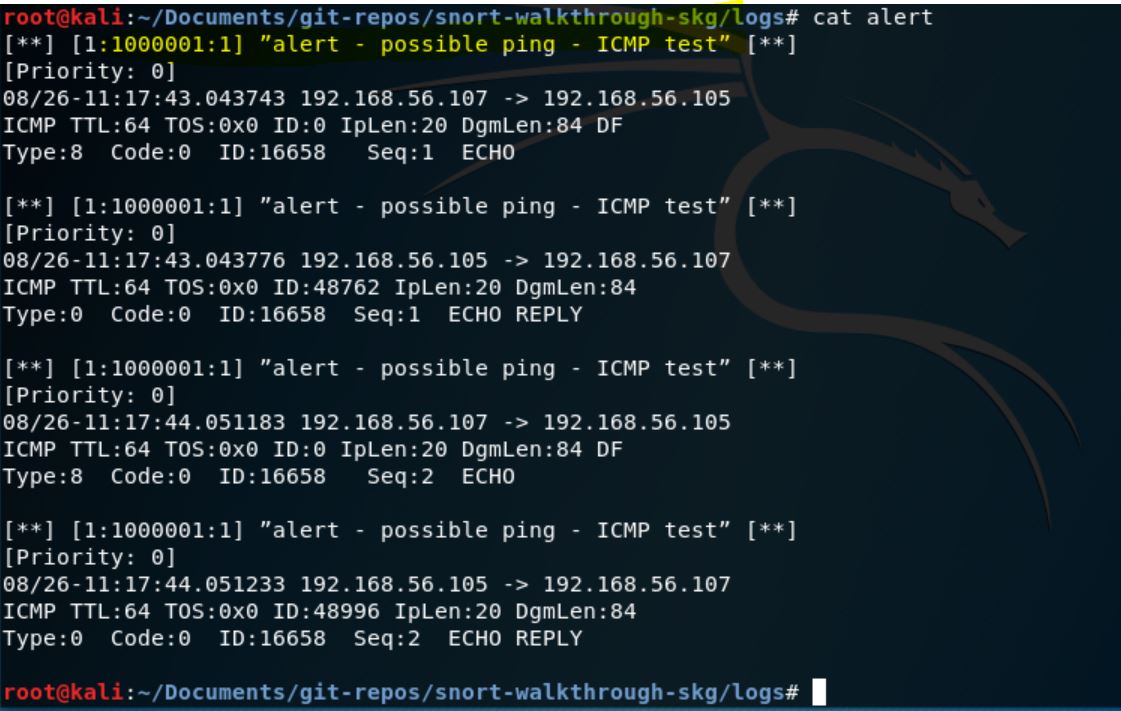 root@kali:~/Documents/git-repos/snort-walkthrough-skg/logs# cat alert
[**] [1:1000001:1] ”alert - possible ping - ICMP test” [**]
[Priority: 0]
08/26-11:17:43.043743 192.168.56.107 -> 192.168.56.105
ICMP TTL:64 TOS:0x0 ID:0 IpLen:20 DgmLen:84 DF
Type:8  Code:0  ID:16658   Seq:1  ECHO

[**] [1:1000001:1] ”alert - possible ping - ICMP test” [**]
[Priority: 0]
08/26-11:17:43.043776 192.168.56.105 -> 192.168.56.107
ICMP TTL:64 TOS:0x0 ID:48762 IpLen:20 DgmLen:84
Type:0  Code:0  ID:16658  Seq:1  ECHO REPLY

[**] [1:1000001:1] ”alert - possible ping - ICMP test” [**]
[Priority: 0]
08/26-11:17:44.051183 192.168.56.107 -> 192.168.56.105
ICMP TTL:64 TOS:0x0 ID:0 IpLen:20 DgmLen:84 DF
Type:8  Code:0  ID:16658   Seq:2  ECHO

[**] [1:1000001:1] ”alert - possible ping - ICMP test” [**]
[Priority: 0]
08/26-11:17:44.051233 192.168.56.105 -> 192.168.56.107
ICMP TTL:64 TOS:0x0 ID:48996 IpLen:20 DgmLen:84
Type:0  Code:0  ID:16658  Seq:2  ECHO REPLY

root@kali:~/Documents/git-repos/snort-walkthrough-skg/logs#